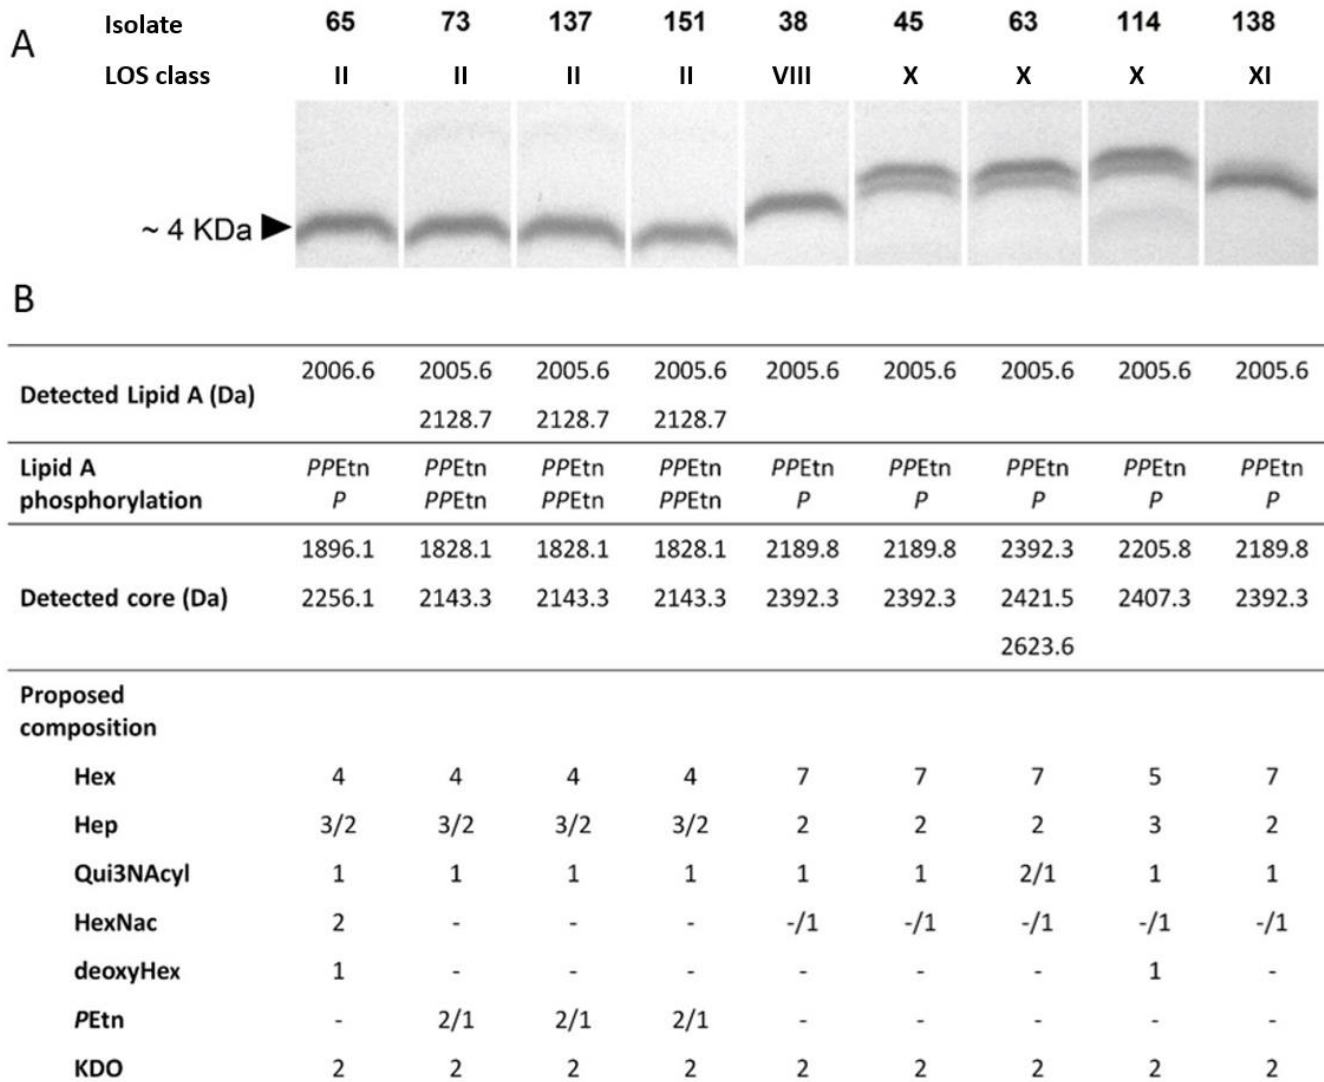 A
Isolate 65 73 137 151 38 45 63 114 138
LOS class II II II II VIII X X X XI
~ 4 KDa
B
2006.6 2005.6 2005.6 2005.6 2005.6 2005.6 2005.6 2005.6 2005.6
Detected Lipid A (Da)
2128.7 2128.7 2128.7
Lipid A PPEtn PPEtn PPEtn PPEtn PPEtn PPEtn PPEtn PPEtn PPEtn
phosphorylation P PPEtn PPEtn PPEtn P P P P P
1896.1 1828.1 1828.1 1828.1 2189.8 2189.8 2392.3 2205.8 2189.8
Detected core (Da) 2256.1 2143.3 2143.3 2143.3 2392.3 2392.3 2421.5 2407.3 2392.3
2623.6
Proposed
composition
Hex 4 4 4 4 7 7 7 5 7
Hep 3/2 3/2 3/2 3/2 2 2 2 3 2
Qui3NAcyl 1 1 1 1 1 1 2/1 1 1
HexNac 2 - - - -/1 -/1 -/1 -/1 -/1
deoxyHex 1 - - - - - - 1 -
PEtn - 2/1 2/1 2/1 - - - - -
KDO 2 2 2 2 2 2 2 2 2